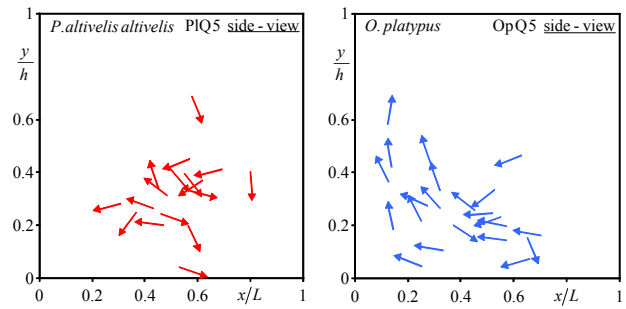 1 P.altivelis altivelis PlQ5 side - view
y/h
0.6
0.4
0.2
0
0 0.2 0.4 0.6 x/L 1
1 O. platypus OpQ5 side - view
y/h
0.6
0.4
0.2
0
0 0.2 0.4 0.6 x/L 1